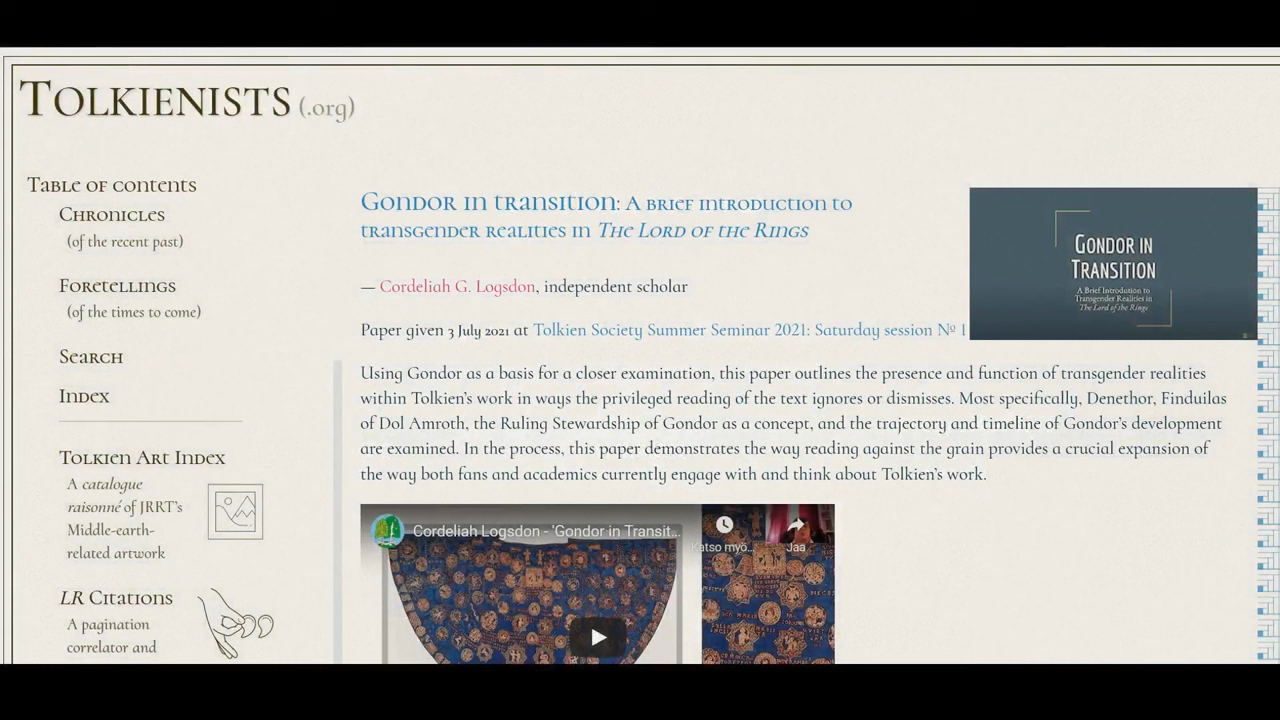 TOLKIENISTS (.org)
TABLE OF CONTENTS
CHRONICLES
(of the recent past)
FORETELLINGS
(of the times to come)
SEARCH
INDEX
TOLKIEN ART INDEX
A catalogue
raisonné of JRRT's
Middle-earth-
related artwork
LR CITATIONS
A pagination
correlator and
GONDOR IN TRANSITION: A BRIEF INTRODUCTION TO
TRANSGENDER REALITIES IN THE LORD OF THE RINGS
— Cordeliah G. Logsdon, independent scholar
Paper given 3 July 2021 at Tolkien Society Summer Seminar 2021: Saturday session № 1
GONDOR IN
TRANSITION
A Brief Introduction to
Transgender Realities in
The Lord of the Rings
Using Gondor as a basis for a closer examination, this paper outlines the presence and function of transgender realities
within Tolkien's work in ways the privileged reading of the text ignores or dismisses. Most specifically, Denethor, Finduilas
of Dol Amroth, the Ruling Stewardship of Gondor as a concept, and the trajectory and timeline of Gondor's development
are examined. In the process, this paper demonstrates the way reading against the grain provides a crucial expansion of
the way both fans and academics currently engage with and think about Tolkien's work.
Cordeliah Logsdon - 'Gondor in Transit...
Katso myö...
Jaa